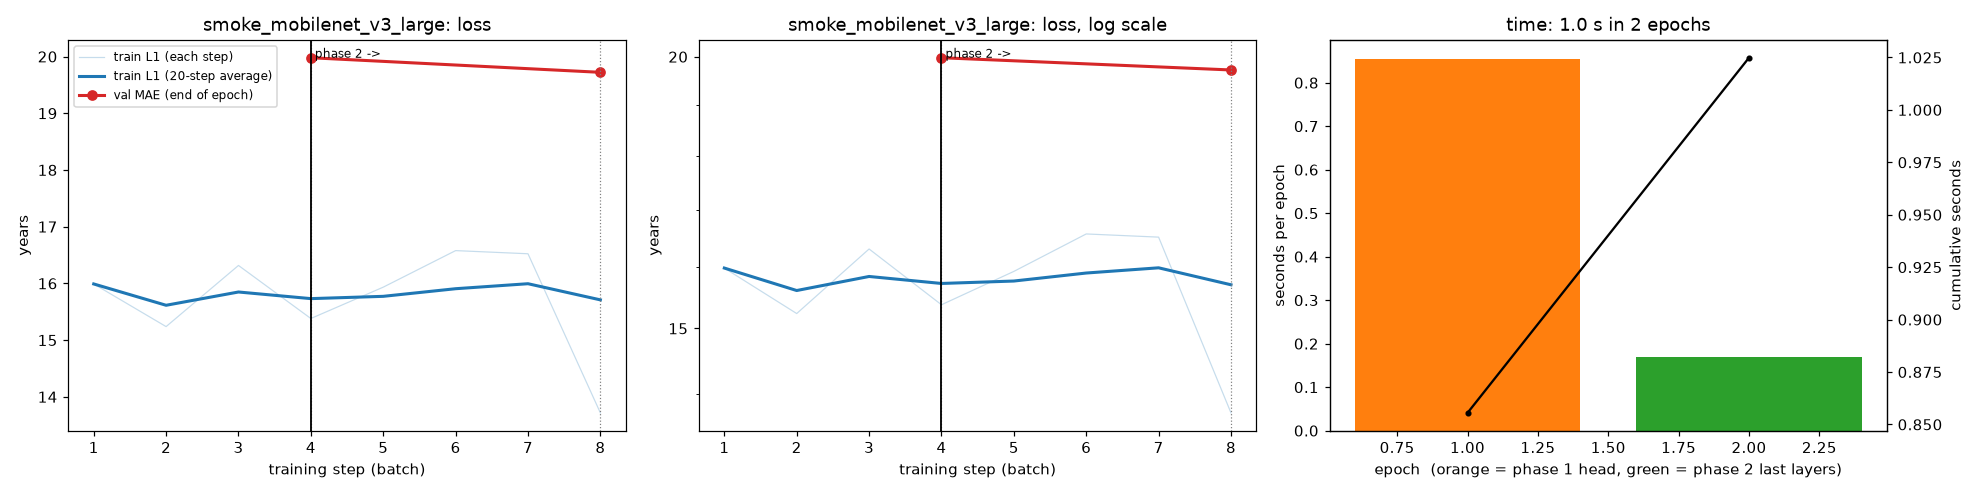 smoke_mobilenet_v3_large: loss
train L1 (each step)
train L1 (20-step average)
val MAE (end of epoch)
phase 2 ->
years
20
19
18
17
16
15
14
1 2 3 4 5 6 7 8
training step (batch)
smoke_mobilenet_v3_large: loss, log scale
phase 2 ->
years
20
15
1 2 3 4 5 6 7 8
training step (batch)
time: 1.0 s in 2 epochs
seconds per epoch
0.8
0.7
0.6
0.5
0.4
0.3
0.2
0.1
0.0
0.75 1.00 1.25 1.50 1.75 2.00 2.25
epoch  (orange = phase 1 head, green = phase 2 last layers)
1.025
1.000
0.975
0.950
0.925
0.900
0.875
0.850
cumulative seconds